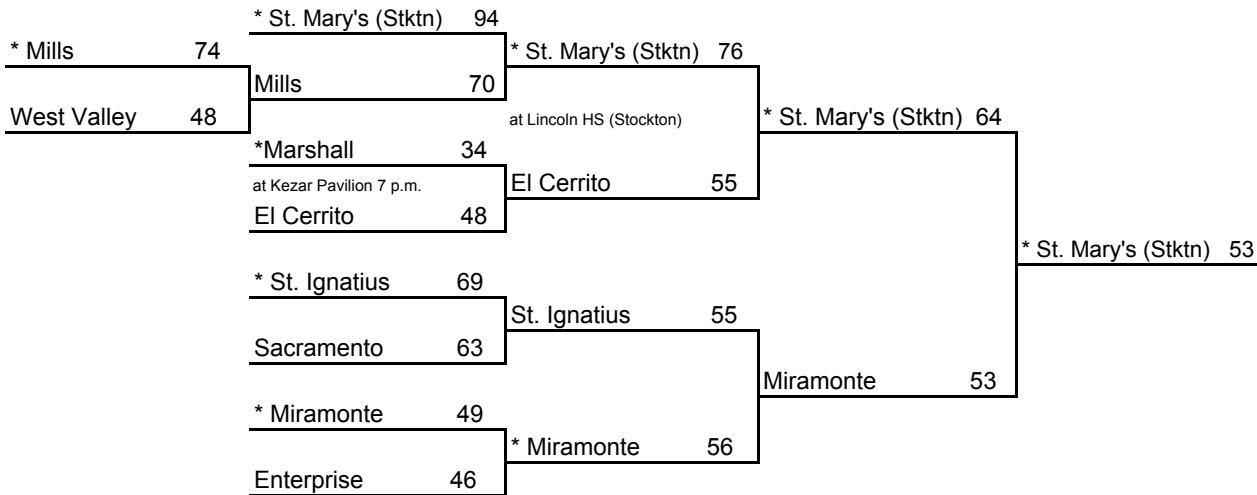 * St. Mary's (Stktn) 94
* Mills 74
* St. Mary's (Stktn) 76
Mills 70
West Valley 48
at Lincoln HS (Stockton)
* St. Mary's (Stktn) 64
*Marshall 34
at Kezar Pavilion 7 p.m.
El Cerrito 55
El Cerrito 48
* St. Mary's (Stktn) 53
* St. Ignatius 69
St. Ignatius 55
Sacramento 63
Miramonte 53
* Miramonte 49
* Miramonte 56
Enterprise 46